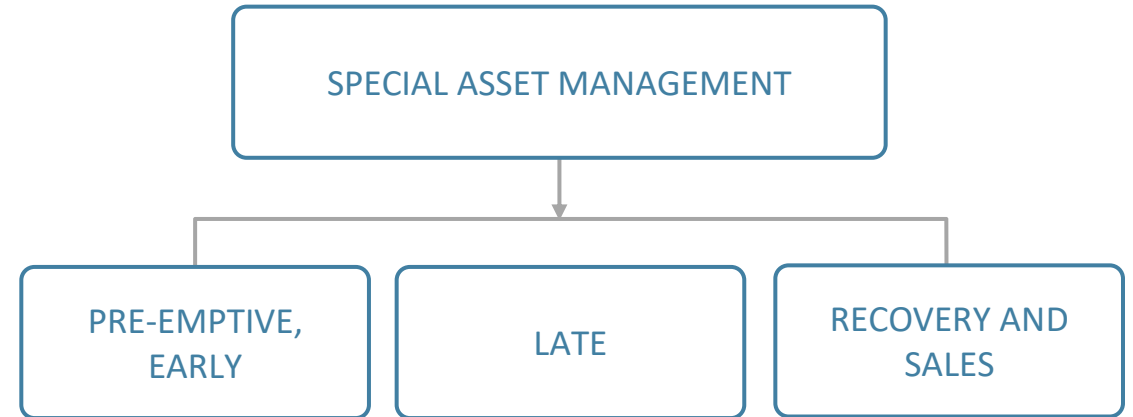 SPECIAL ASSET MANAGEMENT
PRE-EMPTIVE,
EARLY
LATE
RECOVERY AND
SALES